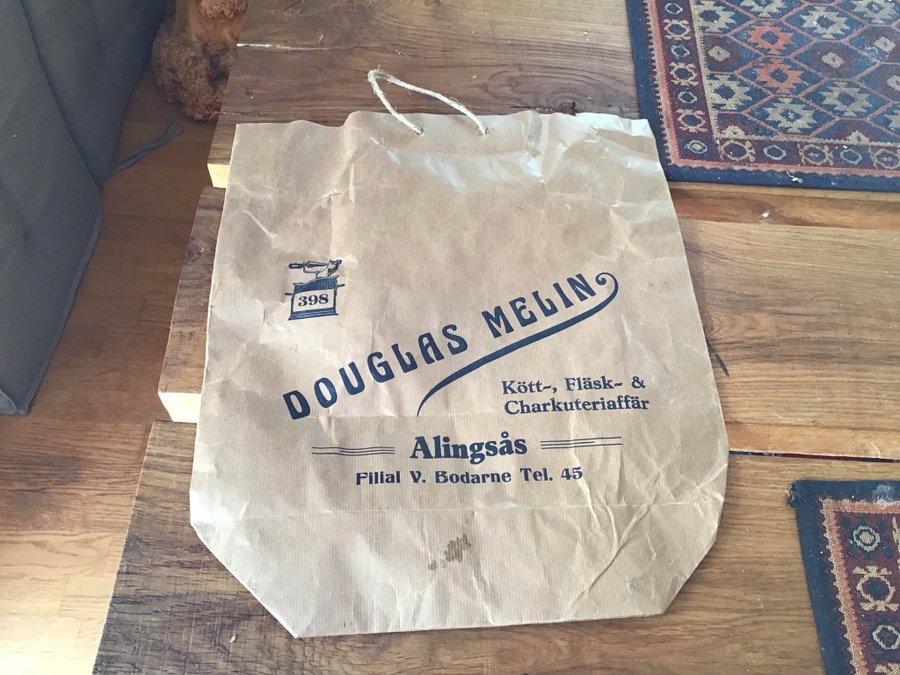 398
DOUGLAS MELIN
Kött-, Fläsk- &
Charkuteriaffär
Alingsås
Filial V. Bodarne Tel. 45